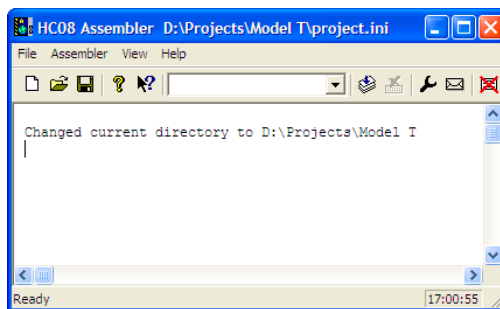 HC08 Assembler D:\Projects\Model T\project.ini
File Assembler View Help
Changed current directory to D:\Projects\Model T
Ready 17:00:55